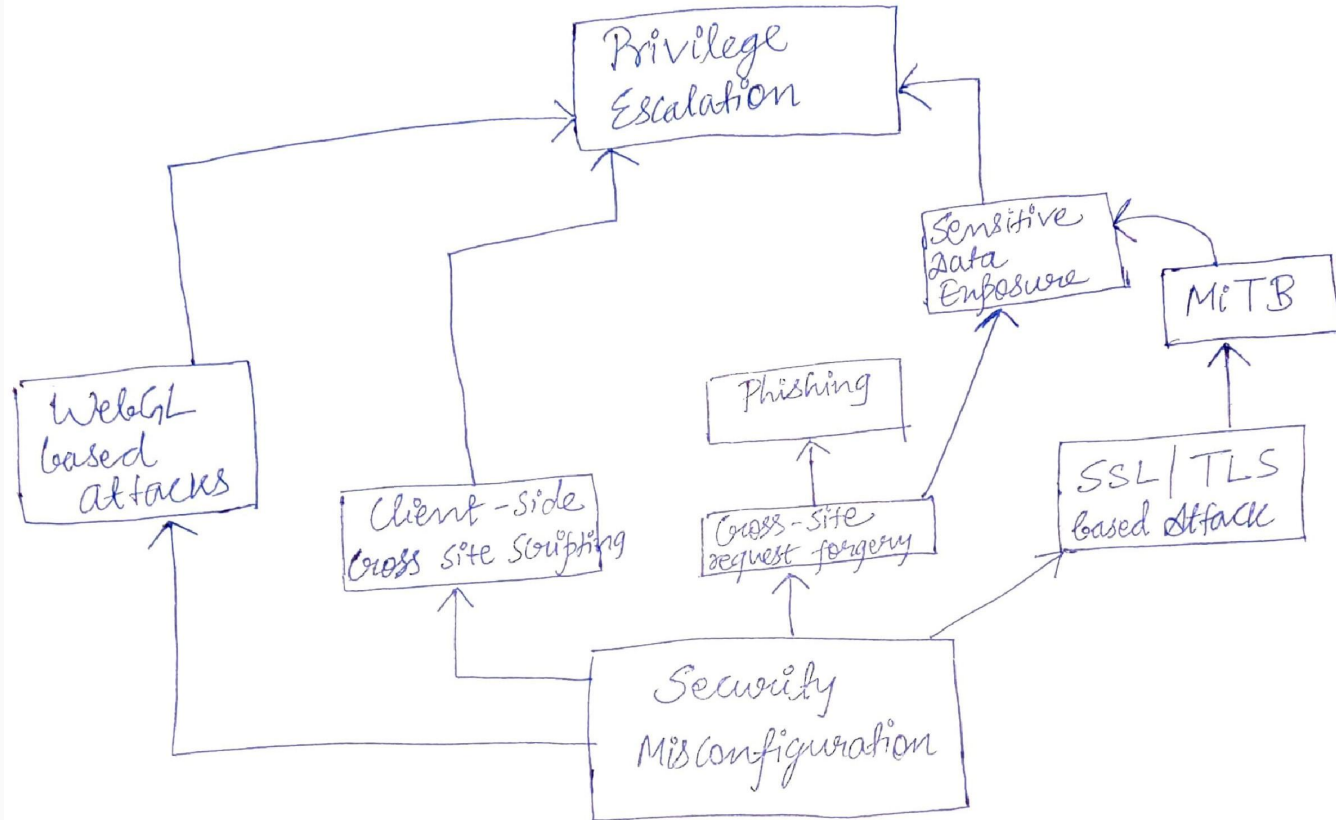 Privilege
Escalation
Sensitive
Data
Exposure
MiTB
Phishing
WebGL
based
attacks
Client-Side
Cross Site Scripting
Cross-Site
request forgery
SSL/TLS
based Attack
Security
Misconfiguration